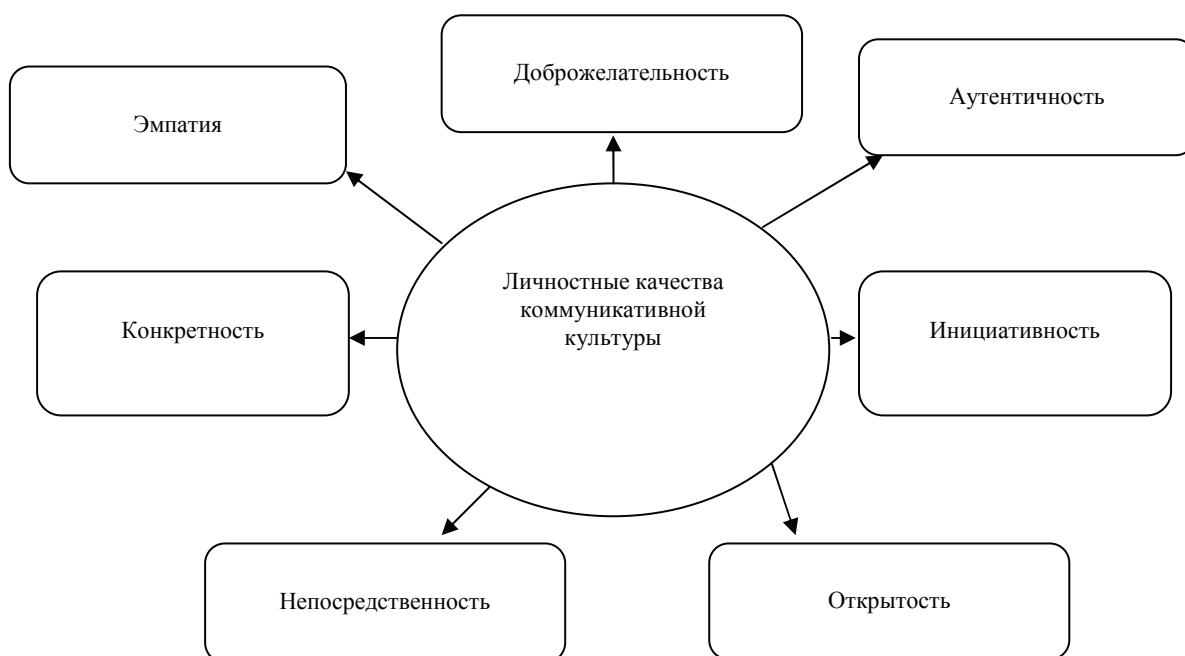 Доброжелательность
Аутентичность
Эмпатия
Личностные качества
коммуникативной
культуры
Конкретность
Инициативность
Непосредственность
Открытость